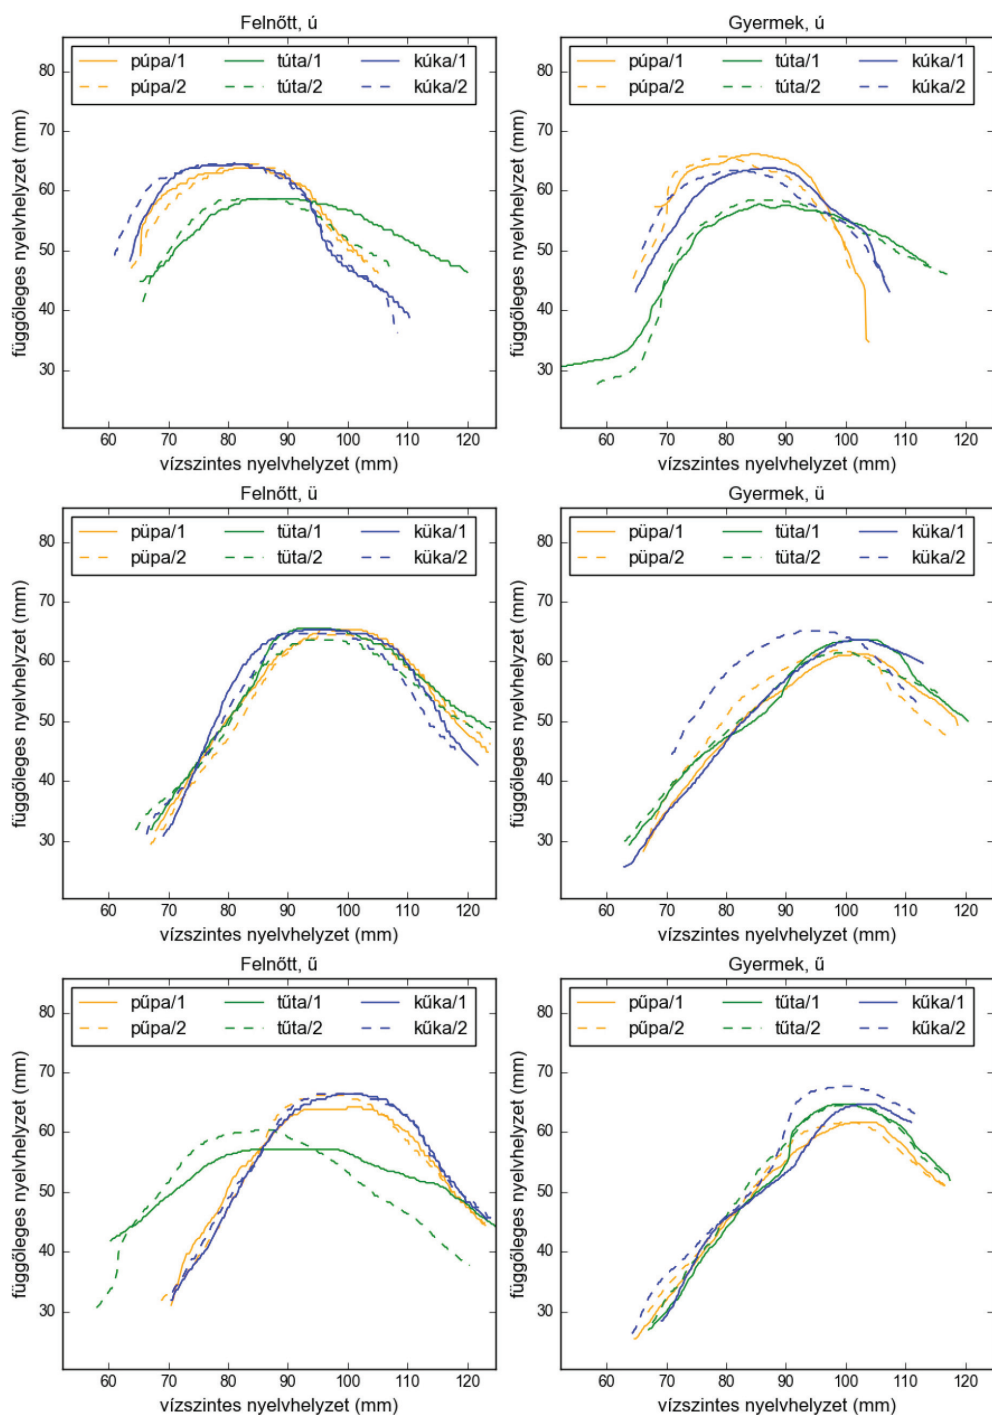 Felnőtt, ú
púpa/1 túta/1 kúka/1
púpa/2 túta/2 kúka/2
függőleges nyelvhelyzet (mm)
80
70
60
50
40
30
60 70 80 90 100 110 120
vízszintes nyelvhelyzet (mm)
Gyermek, ú
púpa/1 túta/1 kúka/1
púpa/2 túta/2 kúka/2
függőleges nyelvhelyzet (mm)
80
70
60
50
40
30
60 70 80 90 100 110 120
vízszintes nyelvhelyzet (mm)
Felnőtt, ü
püpa/1 tüta/1 küka/1
püpa/2 tüta/2 küka/2
függőleges nyelvhelyzet (mm)
80
70
60
50
40
30
60 70 80 90 100 110 120
vízszintes nyelvhelyzet (mm)
Gyermek, ü
püpa/1 tüta/1 küka/1
püpa/2 tüta/2 küka/2
függőleges nyelvhelyzet (mm)
80
70
60
50
40
30
60 70 80 90 100 110 120
vízszintes nyelvhelyzet (mm)
Felnőtt, ű
pűpa/1 tűta/1 kűka/1
pűpa/2 tűta/2 kűka/2
függőleges nyelvhelyzet (mm)
80
70
60
50
40
30
60 70 80 90 100 110 120
vízszintes nyelvhelyzet (mm)
Gyermek, ű
pűpa/1 tűta/1 kűka/1
pűpa/2 tűta/2 kűka/2
függőleges nyelvhelyzet (mm)
80
70
60
50
40
30
60 70 80 90 100 110 120
vízszintes nyelvhelyzet (mm)